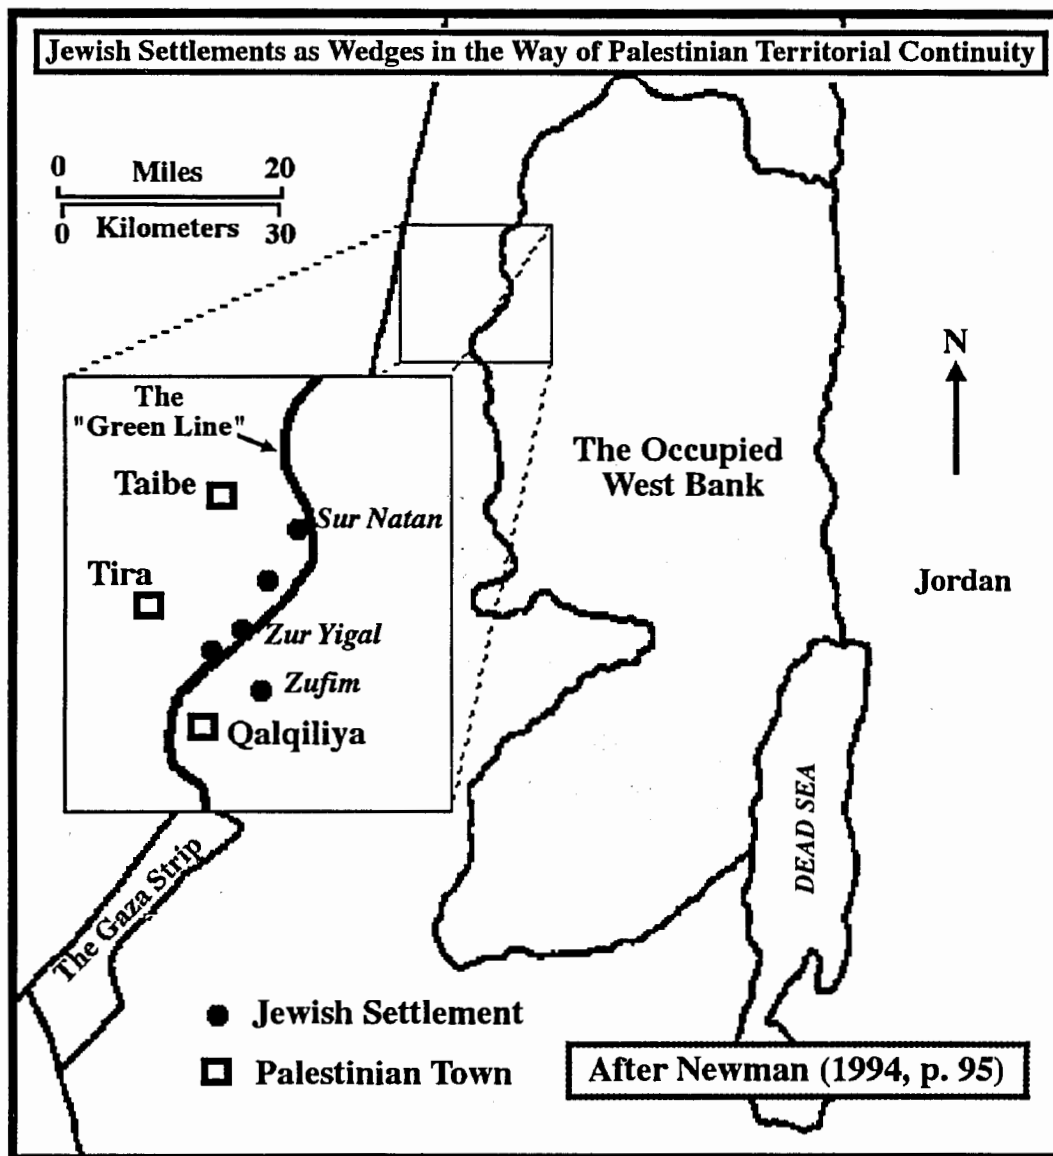 Jewish Settlements as Wedges in the Way of Palestinian Territorial Continuity
0 Miles 20
0 Kilometers 30
N
The
"Green Line"
Taibe
Sur Natan
Tira
Zur Yigal
Zufim
Qalqiliya
The Occupied
West Bank
Jordan
DEAD SEA
The Gaza Strip
Jewish Settlement
Palestinian Town
After Newman (1994, p. 95)